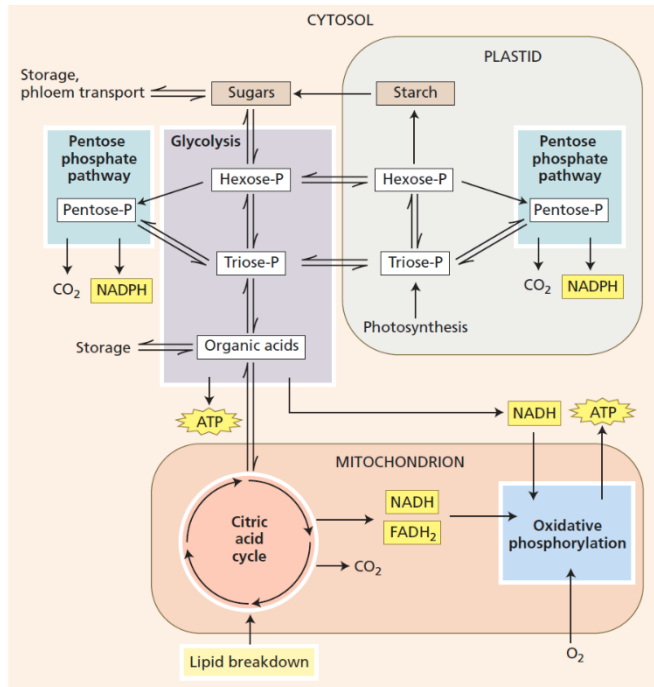 CYTOSOL
PLASTID
Storage,
phloem transport
Sugars
Starch
Pentose
phosphate
pathway
Glycolysis
Pentose
phosphate
pathway
Hexose-P
Hexose-P
Pentose-P
Pentose-P
Triose-P
Triose-P
CO₂
NADPH
CO₂
NADPH
Photosynthesis
Storage
Organic acids
ATP
NADH
ATP
MITOCHONDRION
Citric
acid
cycle
NADH
FADH₂
Oxidative
phosphorylation
CO₂
Lipid breakdown
O₂